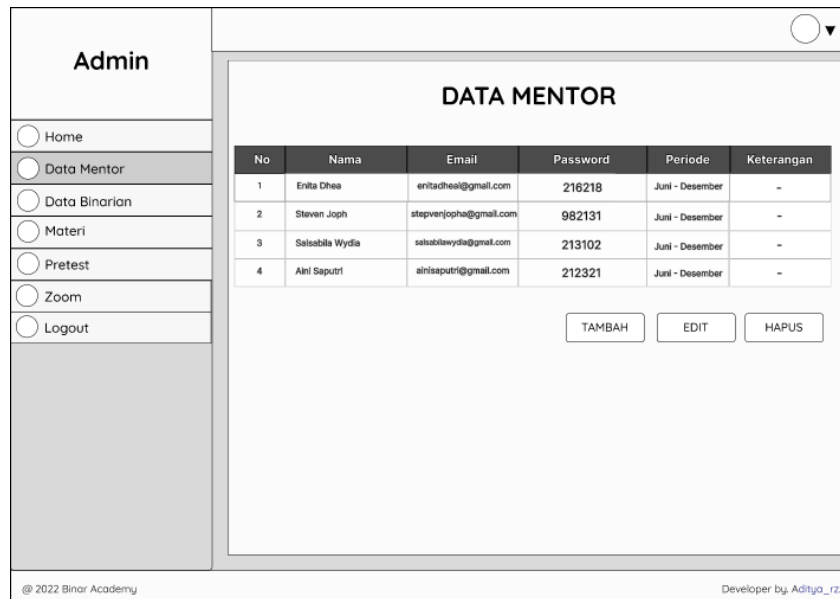 Admin
Home
Data Mentor
Data Binarian
Materi
Pretest
Zoom
Logout
DATA MENTOR
No Nama Email Password Periode Keterangan
1 Enita Dhea enitadheai@gmail.com 216218 Juni - Desember -
2 Steven Joph stepvenjopha@gmail.com 982131 Juni - Desember -
3 Salsabila Wydia salsabilawydia@gmail.com 213102 Juni - Desember -
4 Aini Saputri ainisaputri@gmail.com 212321 Juni - Desember -
TAMBAH EDIT HAPUS
@ 2022 Binar Academy Developer by. Aditya_rz